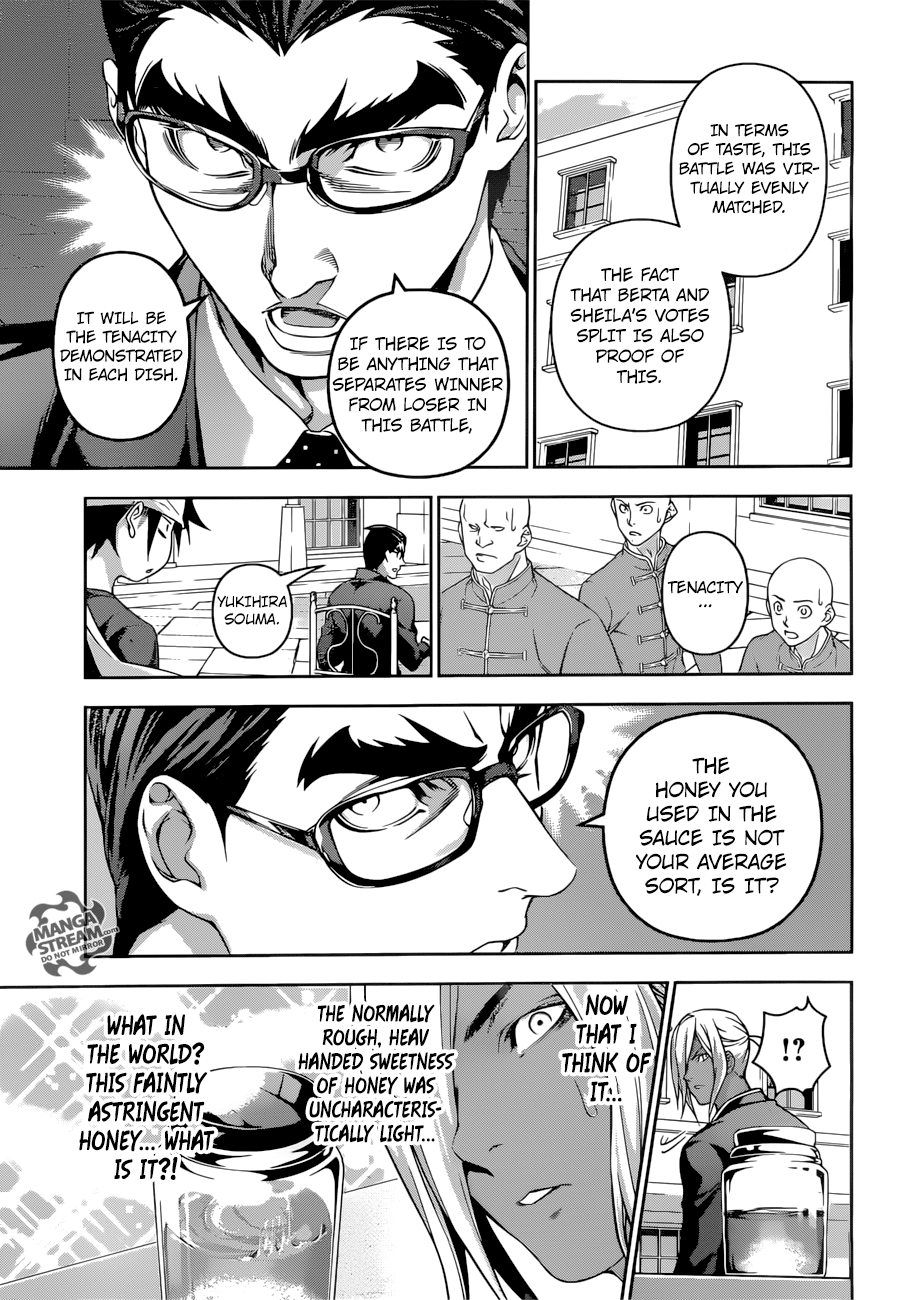 IN TERMS
OF TASTE, THIS
BATTLE WAS VIR-
TUALLY EVENLY
MATCHED.
THE FACT
THAT BERTA AND
SHEILA'S VOTES
SPLIT IS ALSO
PROOF OF
THIS.
IF THERE IS TO
BE ANYTHING THAT
SEPARATES WINNER
FROM LOSER IN
THIS BATTLE,
IT WILL BE
THE TENACITY
DEMONSTRATED
IN EACH DISH.
TENACITY
...
YUKIHIRA
SOUMA.
THE
HONEY YOU
USED IN THE
SAUCE IS NOT
YOUR AVERAGE
SORT, IS IT?
MANGA
STREAM.com
DO NOT MIRROR
!?
NOW
THAT I
THINK OF
IT...
THE NORMALLY
ROUGH, HEAV
HANDED SWEETNESS
OF HONEY WAS
UNCHARACTERIS-
TICALLY LIGHT...
WHAT IN
THE WORLD?
THIS FAINTLY
ASTRINGENT
HONEY... WHAT
IS IT?!